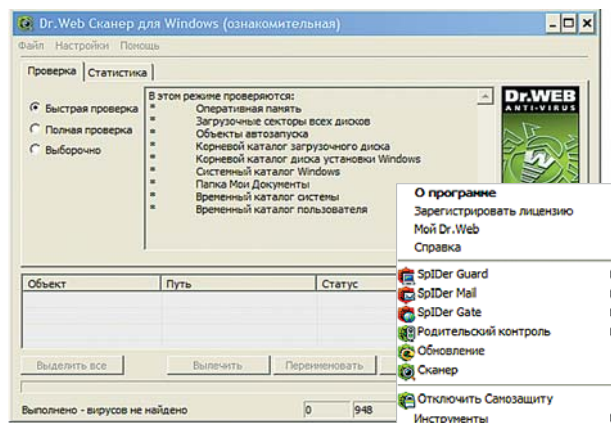 Dr.Web Сканер для Windows (ознакомительная)
Файл Настройки Помощь
Проверка Статистика
Быстрая проверка
Полная проверка
Выборочно
В этом режиме проверяются:
Оперативная память
Загрузочные секторы всех дисков
Объекты автозапуска
Корневой каталог загрузочного диска
Корневой каталог диска установки Windows
Системный каталог Windows
Папка Мои Документы
Временный каталог системы
Временный каталог пользователя
Dr.WEB
ANTI-VIRUS
О программе
Зарегистрировать лицензию
Мой Dr.Web
Справка
SpIDer Guard
SpIDer Mail
SpIDer Gate
Родительский контроль
Обновление
Сканер
Отключить Самозащиту
Инструменты
Объект Путь Статус
Выделить все Вылечить Переименовать
Выполнено - вирусов не найдено 0 948